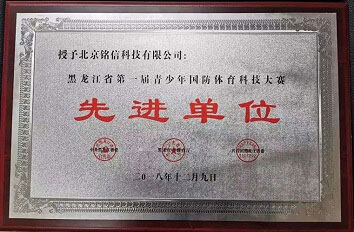 授予北京铭信科技有限公司：
黑龙江省第一届青少年国防体育科技大赛
先进单位
二〇一八年十二月九日